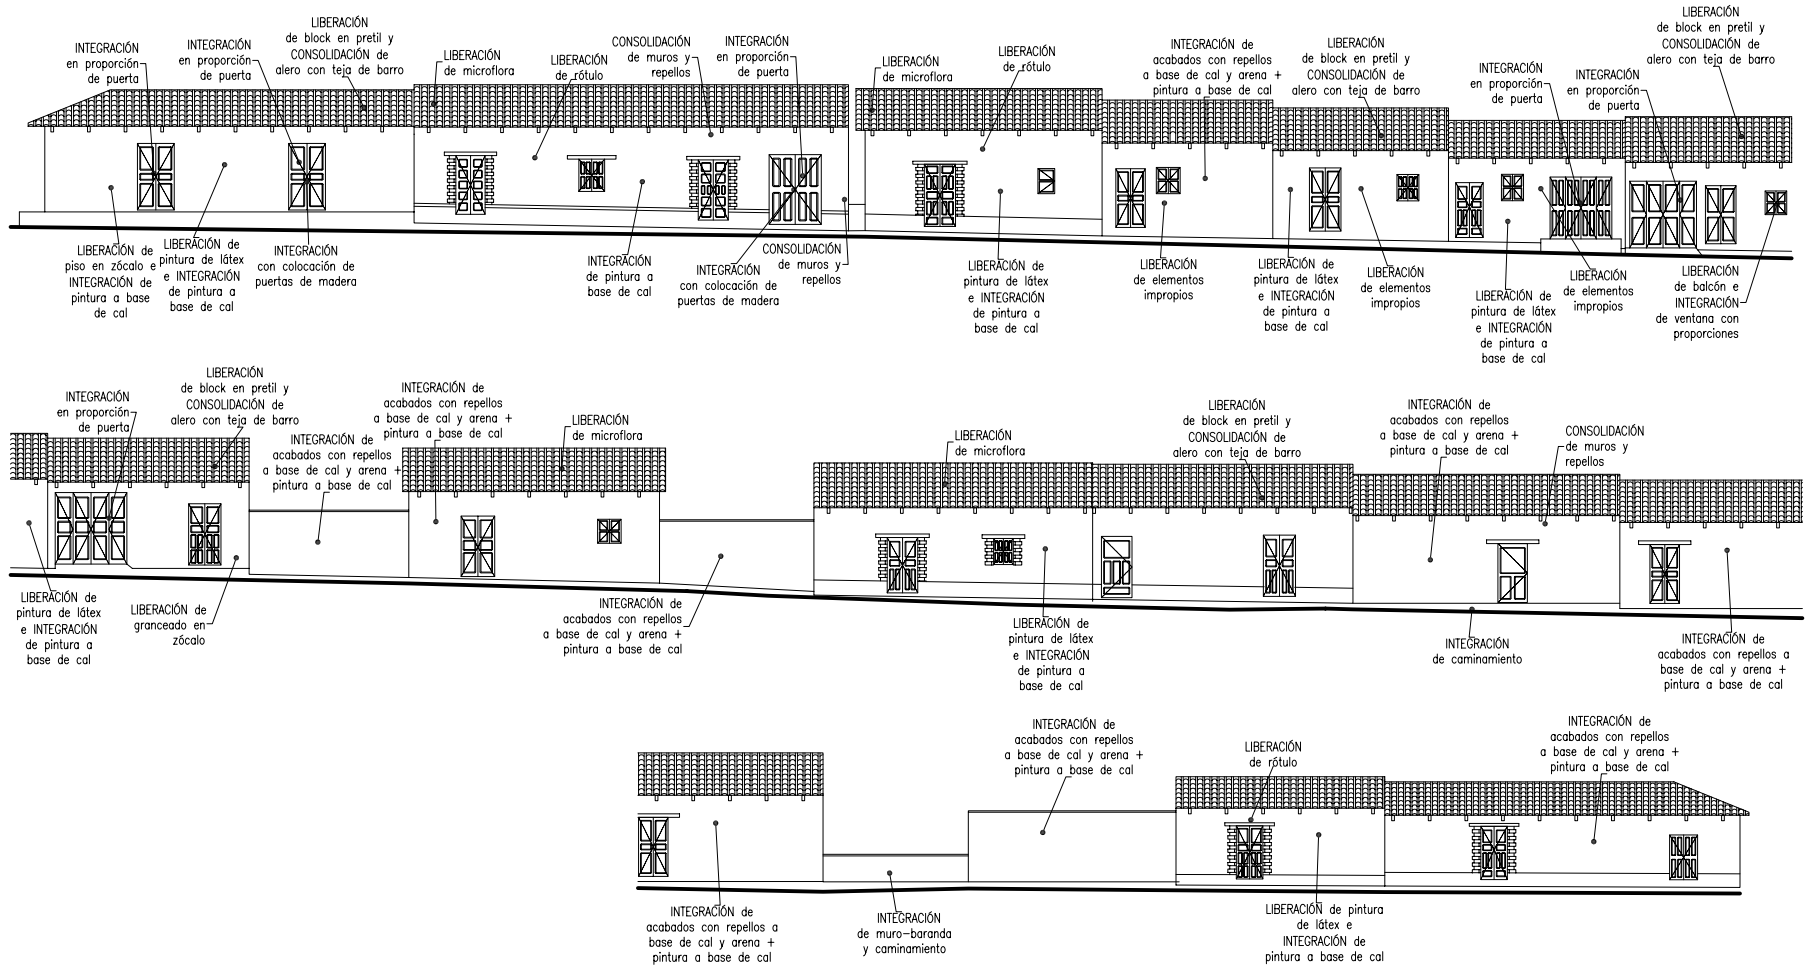 INTEGRACIÓN
en proporción
de puerta
INTEGRACIÓN
en proporción
de puerta
LIBERACIÓN
de block en pretil y
CONSOLIDACIÓN de
alero con teja de barro
LIBERACIÓN
de microflora
LIBERACIÓN
de rótulo
CONSOLIDACIÓN
de muros y
repellos
INTEGRACIÓN
en proporción
de puerta
LIBERACIÓN
de microflora
LIBERACIÓN
de rótulo
INTEGRACIÓN de
acabados con repellos
a base de cal y arena +
pintura a base de cal
LIBERACIÓN
de block en pretil y
CONSOLIDACIÓN de
alero con teja de barro
INTEGRACIÓN
en proporción
de puerta
INTEGRACIÓN
en proporción
de puerta
LIBERACIÓN
de block en pretil y
CONSOLIDACIÓN de
alero con teja de barro
LIBERACIÓN de
piso en zócalo e
INTEGRACIÓN de
pintura a base
de cal
LIBERACIÓN de
pintura de látex
e INTEGRACIÓN
de pintura a
base de cal
INTEGRACIÓN
con colocación de
puertas de madera
INTEGRACIÓN
de pintura a
base de cal
INTEGRACIÓN
con colocación de
puertas de madera
CONSOLIDACIÓN
de muros y
repellos
LIBERACIÓN de
pintura de látex
e INTEGRACIÓN
de pintura a
base de cal
LIBERACIÓN
de elementos
impropios
LIBERACIÓN de
pintura de látex
e INTEGRACIÓN
de pintura a
base de cal
LIBERACIÓN
de elementos
impropios
LIBERACIÓN de
pintura de látex
e INTEGRACIÓN
de pintura a
base de cal
LIBERACIÓN
de elementos
impropios
LIBERACIÓN
de balcón e
INTEGRACIÓN
de ventana con
proporciones
INTEGRACIÓN
en proporción
de puerta
LIBERACIÓN
de block en pretil y
CONSOLIDACIÓN de
alero con teja de barro
INTEGRACIÓN de
acabados con repellos
a base de cal y arena +
pintura a base de cal
INTEGRACIÓN de
acabados con repellos
a base de cal y arena +
pintura a base de cal
LIBERACIÓN
de microflora
LIBERACIÓN
de microflora
LIBERACIÓN
de block en pretil y
CONSOLIDACIÓN de
alero con teja de barro
INTEGRACIÓN de
acabados con repellos
a base de cal y arena +
pintura a base de cal
CONSOLIDACIÓN
de muros y
repellos
LIBERACIÓN de
pintura de látex
e INTEGRACIÓN
de pintura a
base de cal
LIBERACIÓN de
granceado en
zócalo
INTEGRACIÓN de
acabados con repellos
a base de cal y arena +
pintura a base de cal
LIBERACIÓN de
pintura de látex
e INTEGRACIÓN
de pintura a
base de cal
INTEGRACIÓN
de caminamiento
INTEGRACIÓN de
acabados con repellos a
base de cal y arena +
pintura a base de cal
INTEGRACIÓN de
acabados con repellos
a base de cal y arena +
pintura a base de cal
LIBERACIÓN
de rótulo
INTEGRACIÓN de
acabados con repellos
a base de cal y arena +
pintura a base de cal
INTEGRACIÓN de
acabados con repellos a
base de cal y arena +
pintura a base de cal
INTEGRACIÓN
de muro-baranda
y caminamiento
LIBERACIÓN de pintura
de látex e
INTEGRACIÓN de
pintura a base de cal